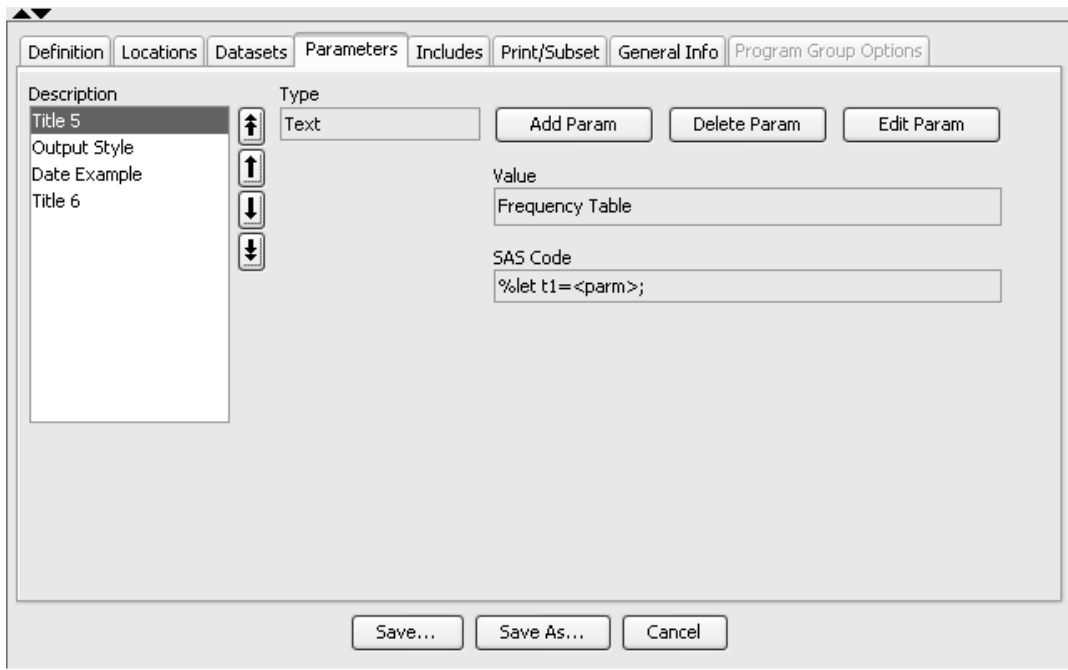 Definition Locations Datasets Parameters Includes Print/Subset General Info Program Group Options
Description Type
Title 5 Text Add Param Delete Param Edit Param
Output Style
Date Example Value
Title 6 Frequency Table
SAS Code
%let t1=<parm>;
Save... Save As... Cancel